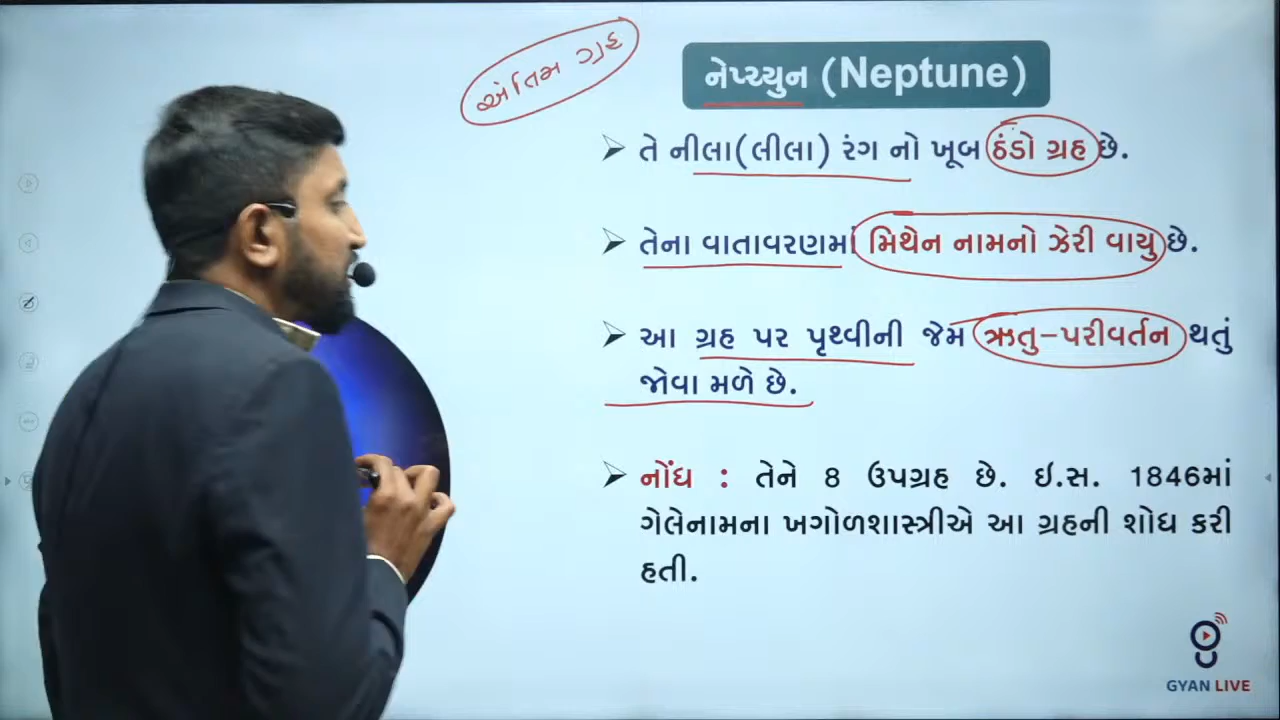 અંતિમ ગ્રહ
નેપ્ચ્યુન (Neptune)
➢ તે નીલા(લીલા) રંગ નો ખૂબ ઠંડો ગ્રહ છે.
➢ તેના વાતાવરણમાં મિથેન નામનો ઝેરી વાયુ છે.
➢ આ ગ્રહ પર પૃથ્વીની જેમ ઋતુ-પરીવર્તન થતું
જોવા મળે છે.
➢ નોંધ : તેને 8 ઉપગ્રહ છે. ઇ.સ. 1846માં
ગેલેનામના ખગોળશાસ્ત્રીએ આ ગ્રહની શોધ કરી
હતી.
GYAN LIVE